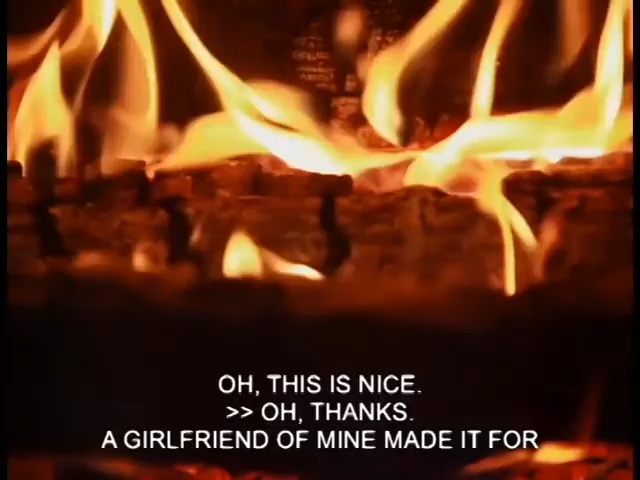 OH, THIS IS NICE.
>> OH, THANKS.
A GIRLFRIEND OF MINE MADE IT FOR